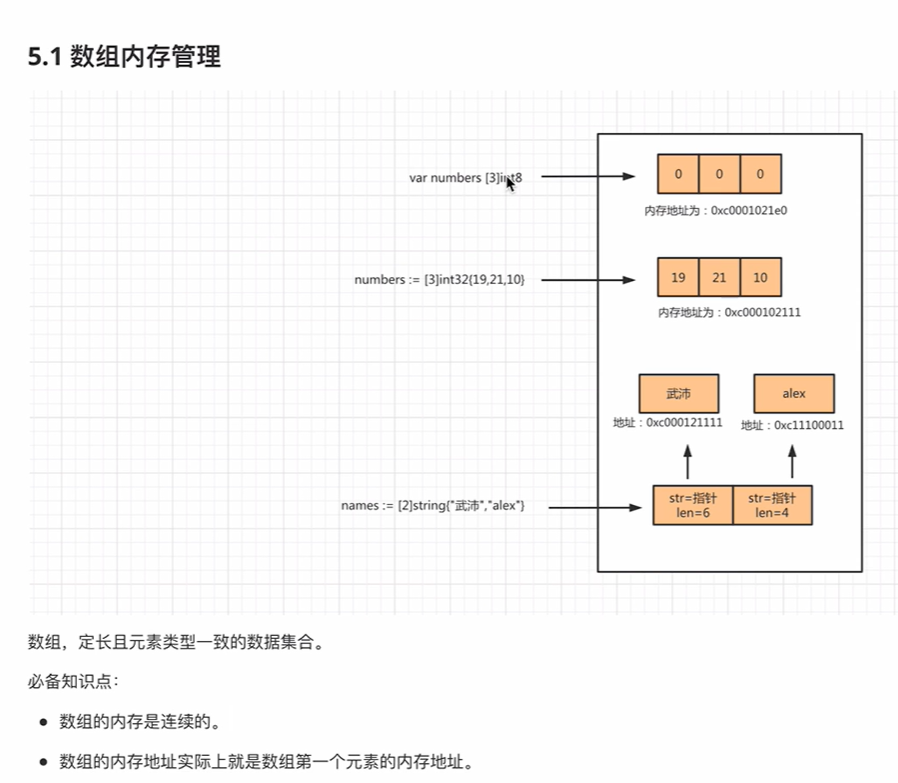 5.1 数组内存管理
var numbers [3]int8
0 0 0
内存地址为：0xc0001021e0
numbers := [3]int32{19,21,10}
19 21 10
内存地址为：0xc000102111
武沛 alex
地址：0xc000121111 地址：0xc11100011
names := [2]string{"武沛","alex"}
str=指针 str=指针
len=6 len=4
数组，定长且元素类型一致的数据集合。
必备知识点：
数组的内存是连续的。
数组的内存地址实际上就是数组第一个元素的内存地址。